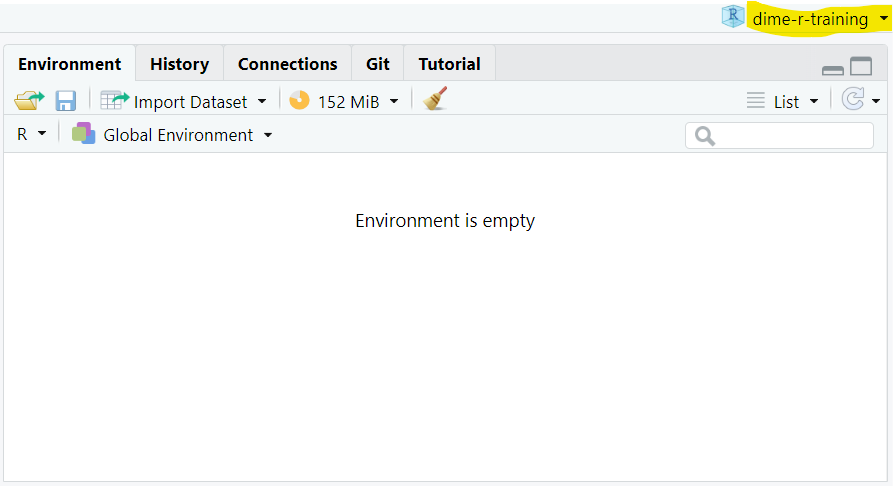 R dime-r-training
Environment History Connections Git Tutorial
Import Dataset 152 MiB List
R Global Environment
Environment is empty